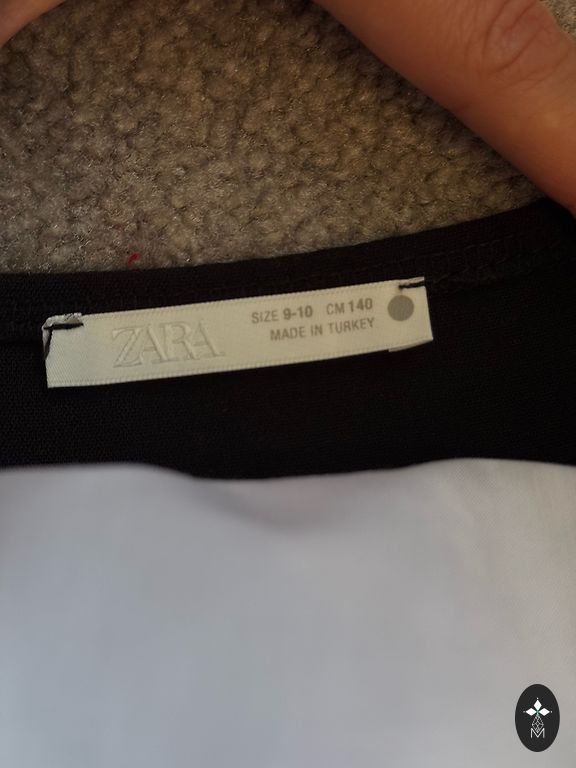 ZARA
SIZE 9-10 CM 140
MADE IN TURKEY
M